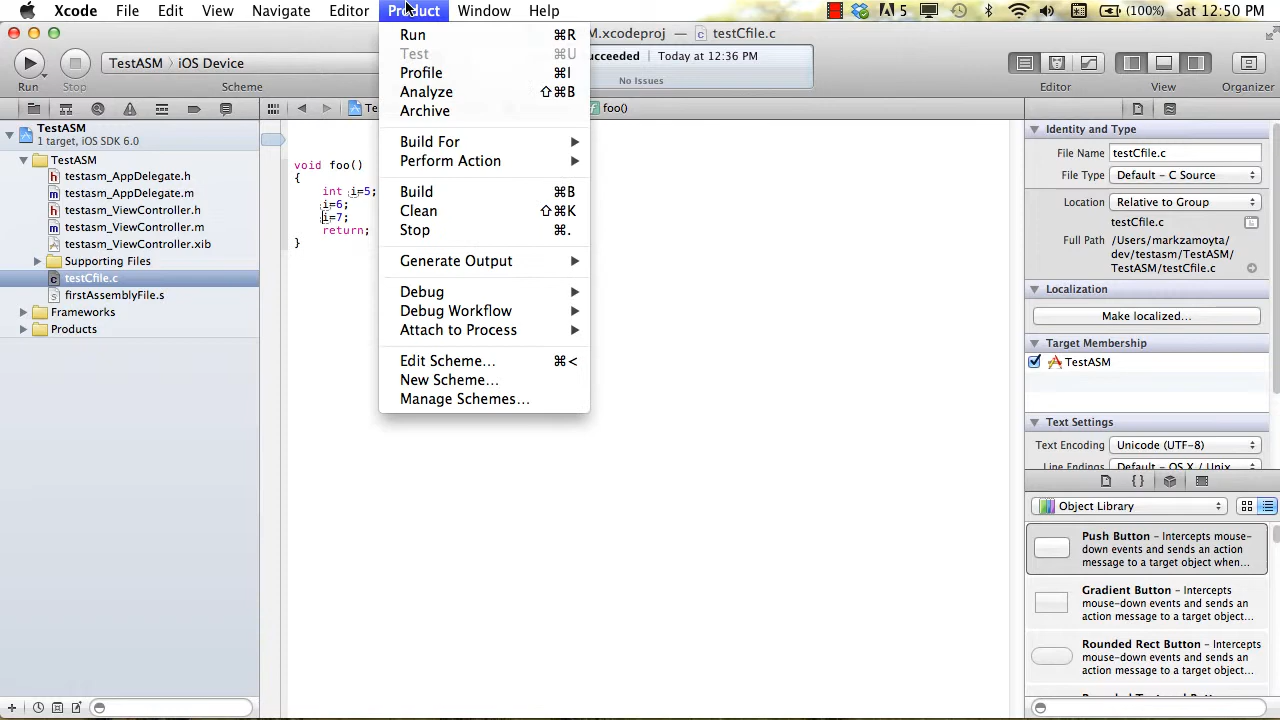 Xcode File Edit View Navigate Editor Product Window Help 5 (100%) Sat 12:50 PM
M.xcodeproj › testCfile.c
Run Stop
TestASM › iOS Device
Scheme
ucceeded Today at 12:36 PM
No Issues
Editor View Organizer
Te
foo()
TestASM
1 target, iOS SDK 6.0
TestASM
testasm_AppDelegate.h
testasm_AppDelegate.m
testasm_ViewController.h
testasm_ViewController.m
testasm_ViewController.xib
Supporting Files
testCfile.c
firstAssemblyFile.s
Frameworks
Products
void foo()
{
int i=5;
i=6;
i=7;
return;
}
Run ⌘R
Test ⌘U
Profile ⌘I
Analyze ⇧⌘B
Archive
Build For
Perform Action
Build ⌘B
Clean ⇧⌘K
Stop ⌘.
Generate Output
Debug
Debug Workflow
Attach to Process
Edit Scheme... ⌘<
New Scheme...
Manage Schemes...
Identity and Type
File Name testCfile.c
File Type Default - C Source
Location Relative to Group
testCfile.c
Full Path /Users/markzamoyta/
dev/testasm/TestASM/
TestASM/testCfile.c
Localization
Make localized...
Target Membership
TestASM
Text Settings
Text Encoding Unicode (UTF-8)
Line Endings Default - OS X / Unix
{ }
Object Library
Push Button - Intercepts mouse-
down events and sends an action
message to a target object when...
Gradient Button - Intercepts
mouse-down events and sends an
action message to a target object...
Rounded Rect Button - Intercepts
mouse-down events and sends an
action message to a target object...